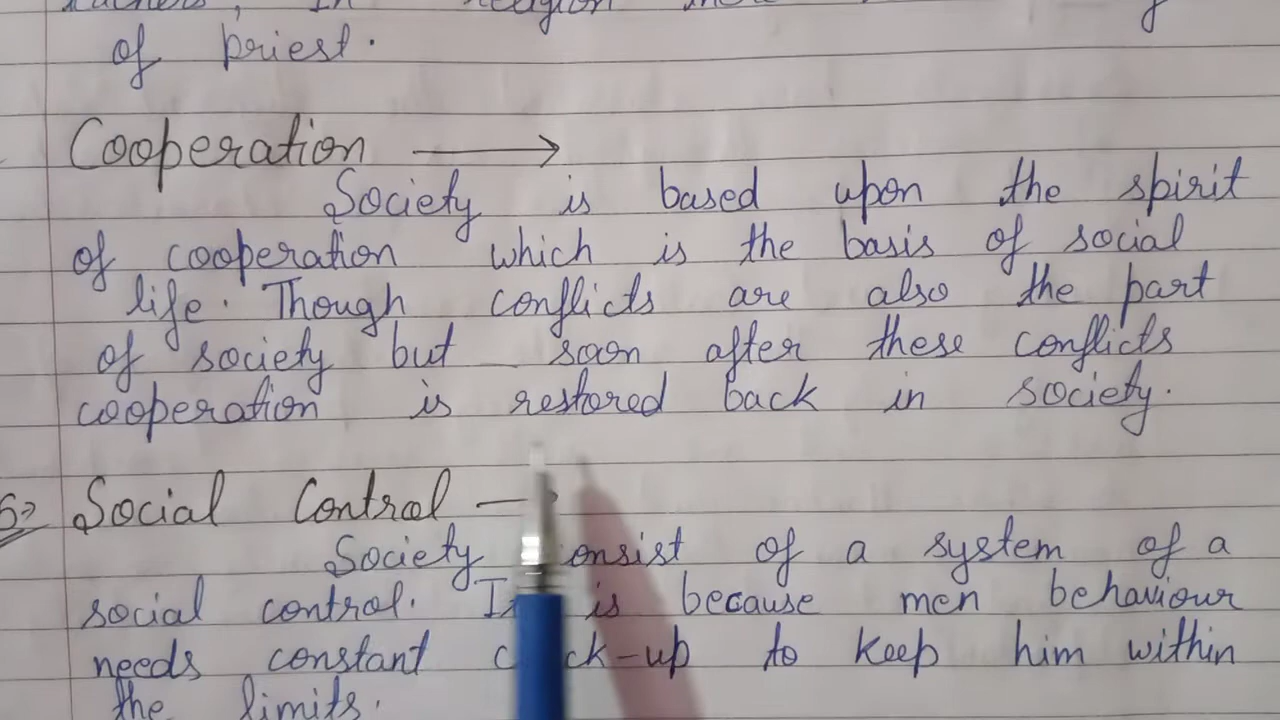 religion
of priest.
Cooperation →
Society is based upon the spirit
of cooperation which is the basis of social
life. Though conflicts are also the part
of society but soon after these conflicts
cooperation is restored back in society.
Social Control →
Society of a system of a
social control. is because men behaviour
needs constant to keep him within
the limits.